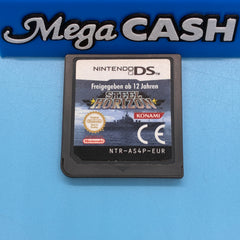 Mega CASH
NINTENDO DS
Freigegeben ab 12 Jahren
STEEL
HORIZON
KONAMI
Nintendo
CE
NTR-AS4P-EUR